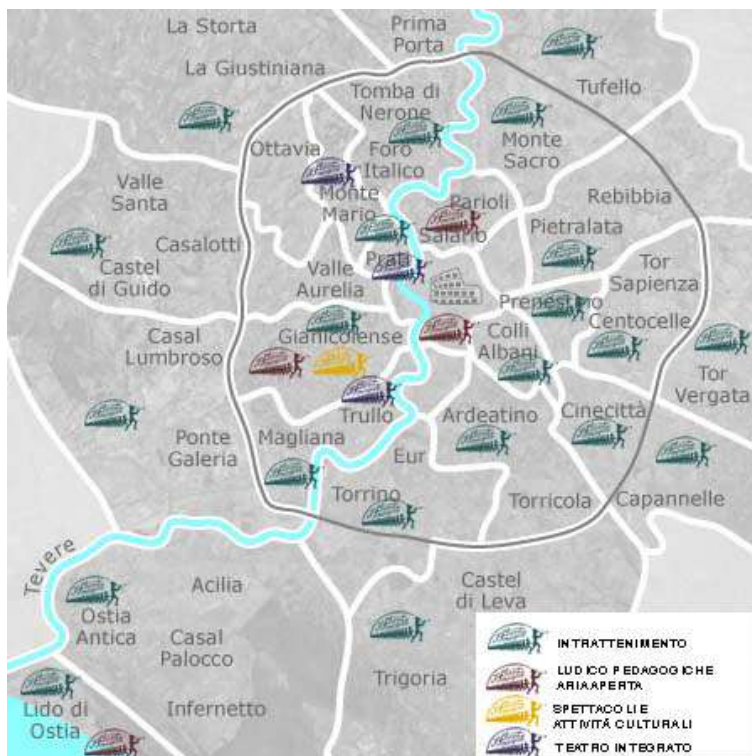 La Storta
Prima
Porta
La Giustiniana
Tufello
Tomba di
Nerone
Ottavia
Foro
Italico
Monte
Sacro
Valle
Santa
Monte
Mario
Parioli
Rebibbia
Salario
Pietralata
Casalotti
Castel
di Guido
Valle
Aurelia
Prati
Tor
Sapienza
Prenestino
Centocelle
Casal
Lumbroso
Gianicolense
Colli
Albani
Tor
Vergata
Trullo
Ardeatino
Cinecittà
Ponte
Galeria
Magliana
Eur
Torrino
Torricola
Capannelle
Tevere
Acilia
Castel
di Leva
Ostia
Antica
Casal
Palocco
Trigoria
Lido di
Ostia
Infernetto
INTRATTENIMENTO
LUDICO PEDAGOGICHE
ARIAAPERTA
SPETTACOLI E
ATTIVITÀ CULTURALI
TEATRO INTEGRATO